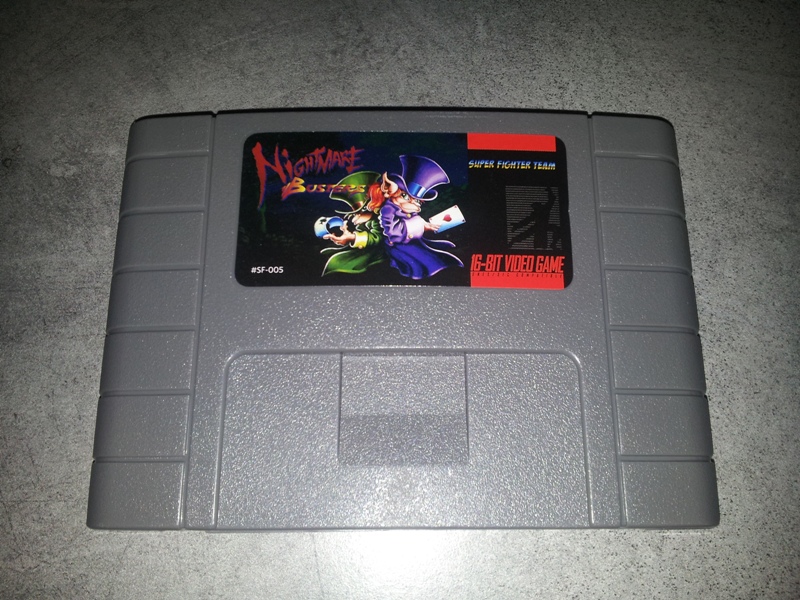 NIGHTMARE
BUSTERS
SUPER FIGHTER TEAM
#SF-005
16-BIT VIDEO GAME